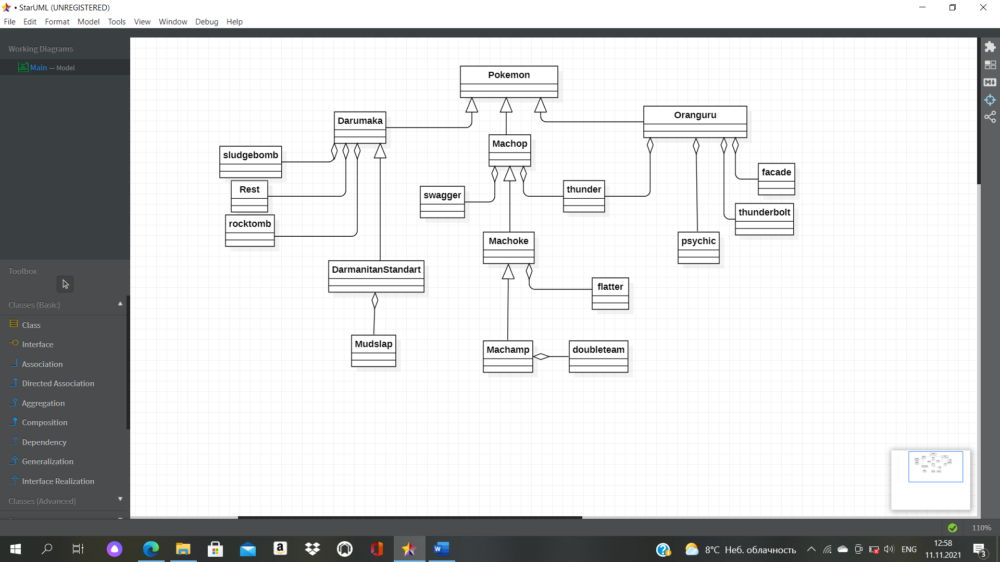 • StarUML (UNREGISTERED)
File Edit Format Model Tools View Window Debug Help
Working Diagrams
Main — Model
Toolbox
Classes (Basic)
Class
Interface
Association
Directed Association
Aggregation
Composition
Dependency
Generalization
Interface Realization
Classes (Advanced)
Pokemon
Darumaka
Oranguru
Machop
sludgebomb
facade
Rest
thunder
swagger
thunderbolt
rocktomb
Machoke
psychic
DarmanitanStandart
flatter
Mudslap
Machamp
doubleteam
M
110%
a
W
8°C Неб. облачность
ENG
12:58
11.11.2021
3